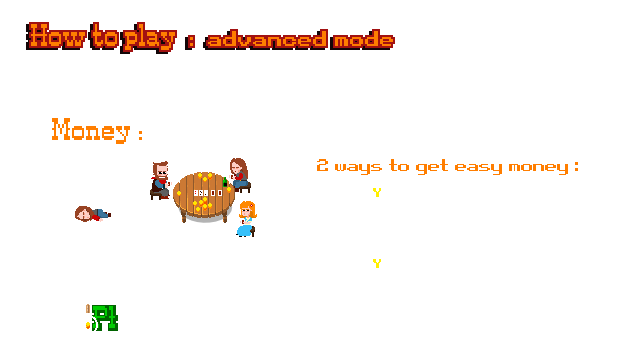 How to play : advanced mode
Money :
2 ways to get easy money :
Y
Y